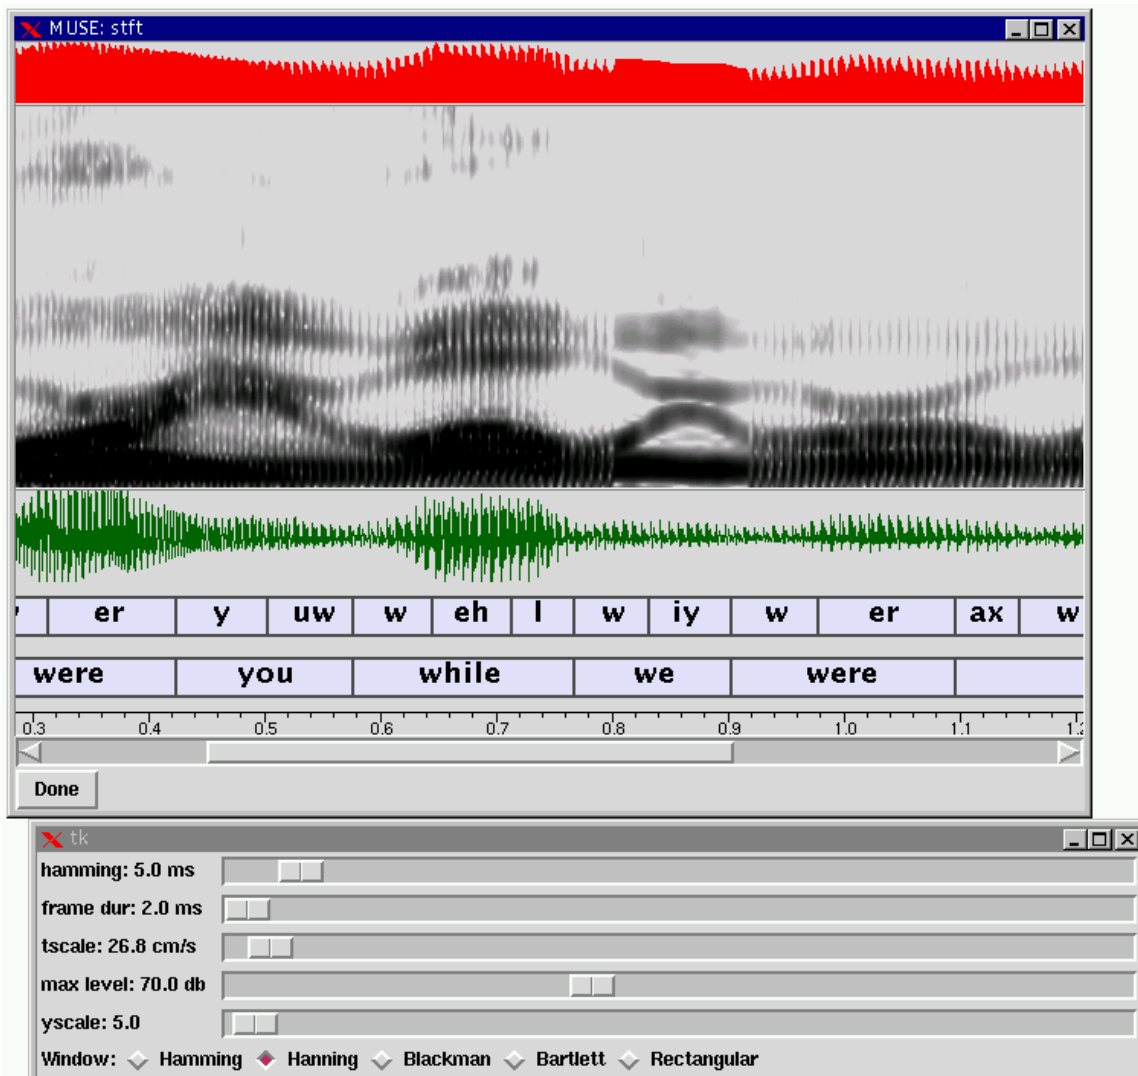 MUSE: stft
er y uw w eh l w iy w er ax w
were you while we were
0.3 0.4 0.5 0.6 0.7 0.8 0.9 1.0 1.1
Done
tk
hamming: 5.0 ms
frame dur: 2.0 ms
tscale: 26.8 cm/s
max level: 70.0 db
yscale: 5.0
Window: Hamming Hanning Blackman Bartlett Rectangular